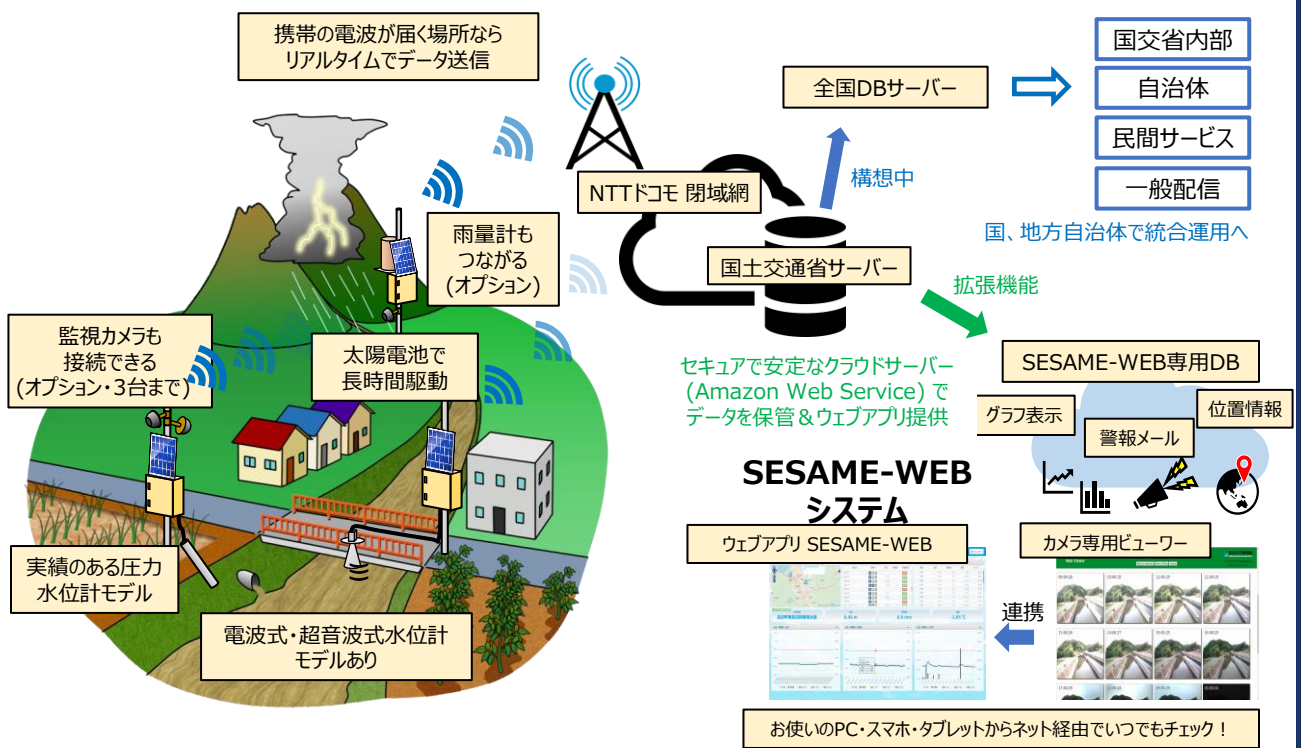 携帯の電波が届く場所なら
リアルタイムでデータ送信
国交省内部
自治体
民間サービス
一般配信
全国DBサーバー
構想中
NTTドコモ 閉域網
国、地方自治体で統合運用へ
雨量計も
つながる
(オプション)
国土交通省サーバー
拡張機能
監視カメラも
接続できる
(オプション・3台まで)
太陽電池で
長時間駆動
セキュアで安定なクラウドサーバー
(Amazon Web Service) で
データを保管＆ウェブアプリ提供
SESAME-WEB専用DB
グラフ表示
位置情報
警報メール
SESAME-WEB
システム
ウェブアプリ SESAME-WEB
カメラ専用ビューワー
実績のある圧力
水位計モデル
連携
電波式・超音波式水位計
モデルあり
お使いのPC・スマホ・タブレットからネット経由でいつでもチェック！